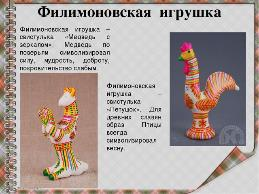 Филимоновская игрушка
Филимоновская игрушка –
свистулька «Медведь с
зеркалом». Медведь по
поверьям символизировал
силу, мудрость, доброту,
покровительство слабым.
Филимоновская
игрушка –
свистулька
«Петушок». Для
древних славян
образ Птицы
всегда
символизировал
весну.